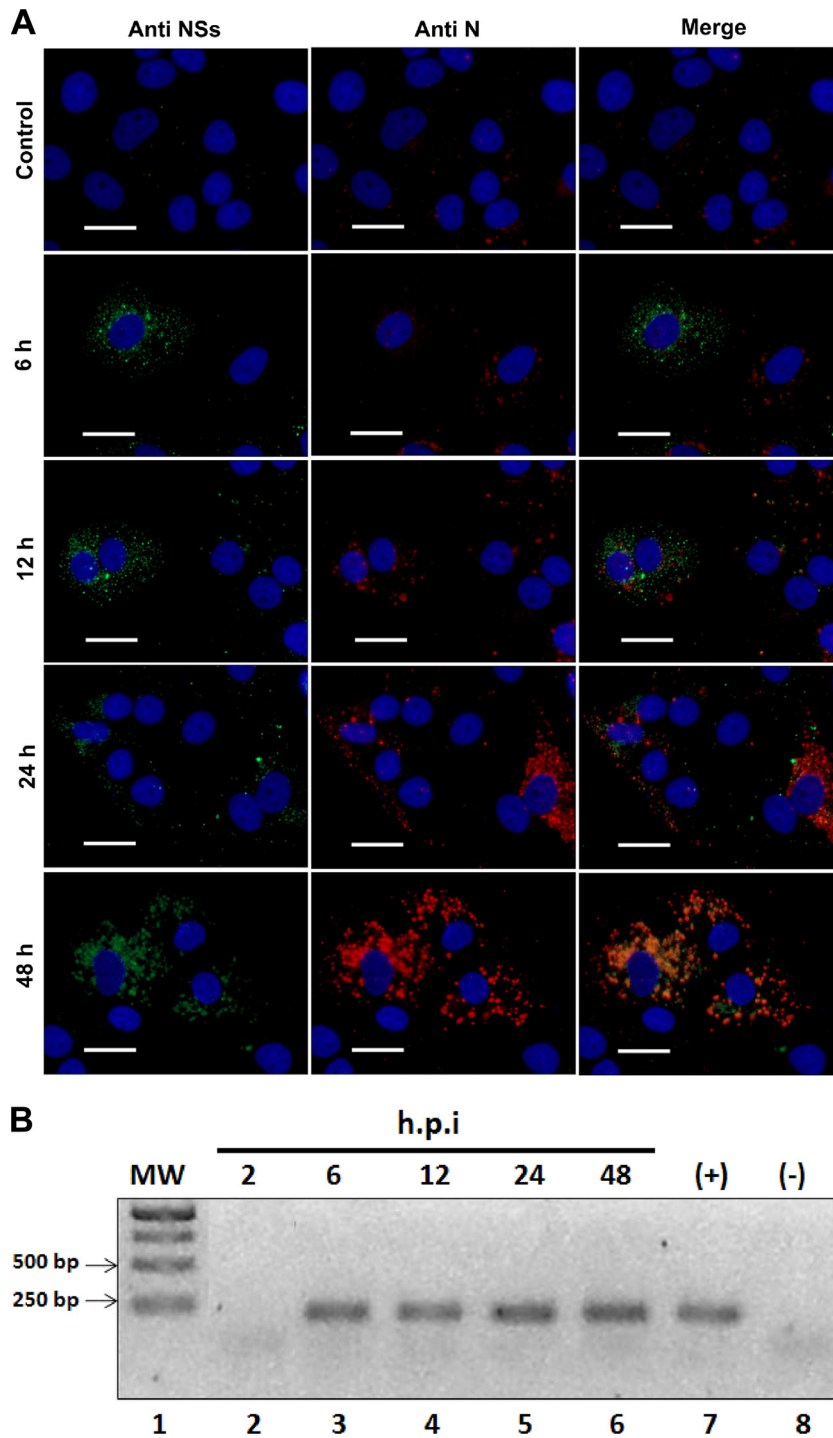 A
Anti NSs Anti N Merge
Control
6 h
12 h
24 h
48 h
B
h.p.i
MW 2 6 12 24 48 (+) (-)
500 bp
250 bp
1 2 3 4 5 6 7 8